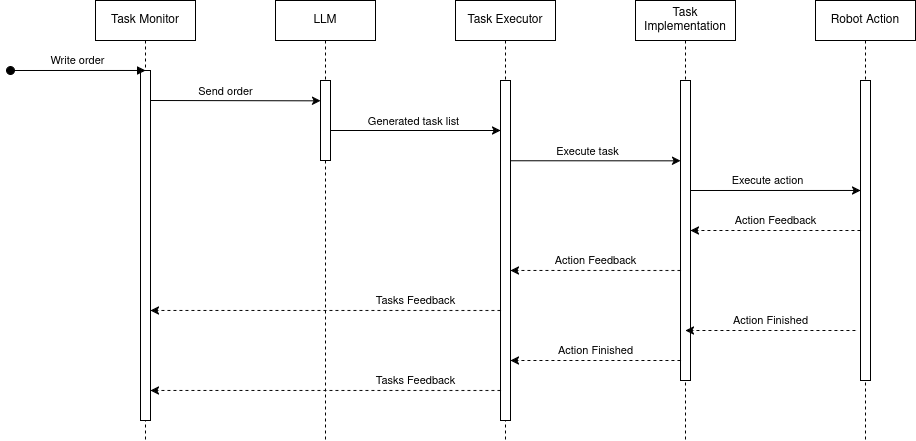 Task Monitor
LLM
Task Executor
Task
Implementation
Robot Action
Write order
Send order
Generated task list
Execute task
Execute action
Action Feedback
Action Feedback
Tasks Feedback
Action Finished
Action Finished
Tasks Feedback